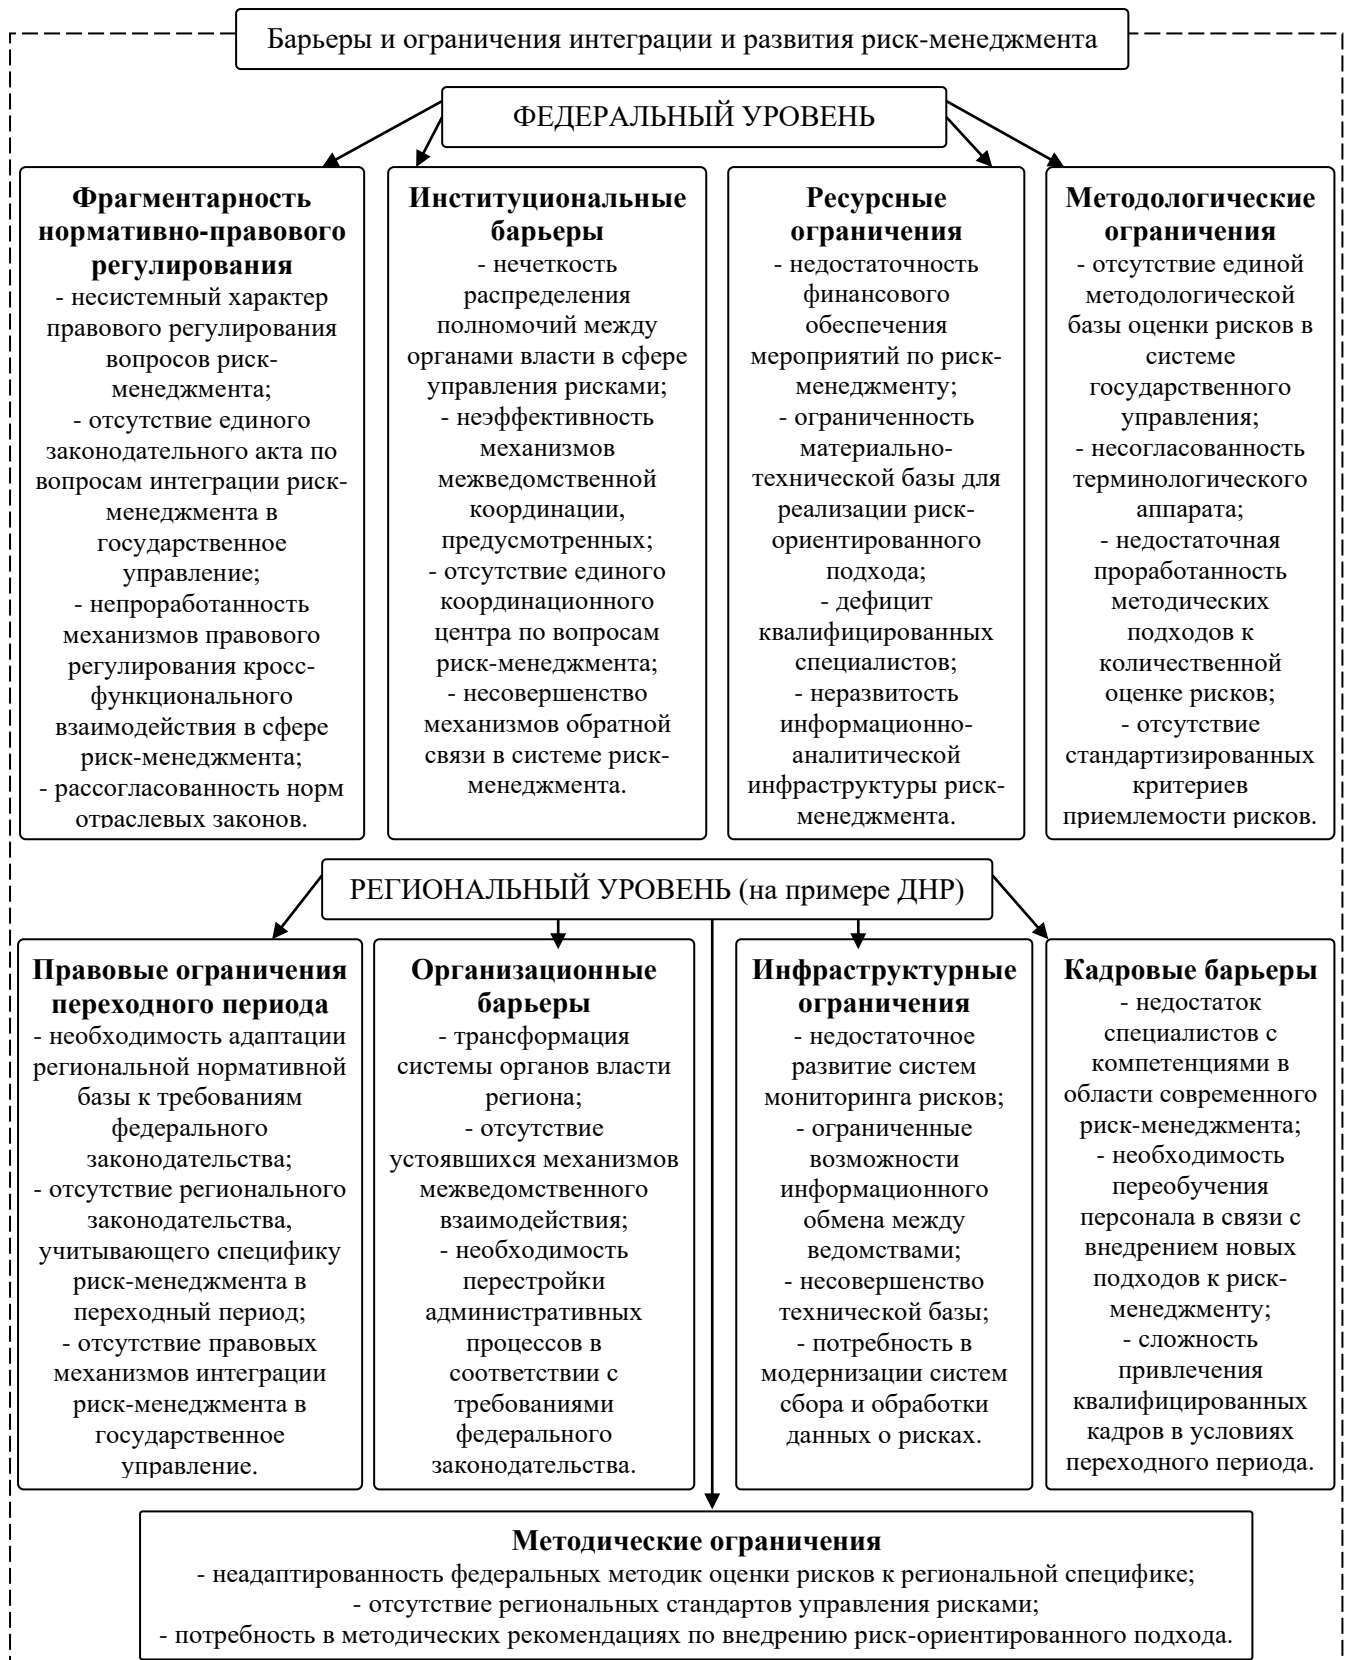 Барьеры и ограничения интеграции и развития риск-менеджмента
ФЕДЕРАЛЬНЫЙ УРОВЕНЬ
Фрагментарность
нормативно-правового
регулирования
- несистемный характер
правового регулирования
вопросов риск-
менеджмента;
- отсутствие единого
законодательного акта по
вопросам интеграции риск-
менеджмента в
государственное
управление;
- непроработанность
механизмов правового
регулирования кросс-
функционального
взаимодействия в сфере
риск-менеджмента;
- рассогласованность норм
отраслевых законов.
Институциональные
барьеры
- нечеткость
распределения
полномочий между
органами власти в сфере
управления рисками;
- неэффективность
механизмов
межведомственной
координации,
предусмотренных;
- отсутствие единого
координационного
центра по вопросам
риск-менеджмента;
- несовершенство
механизмов обратной
связи в системе риск-
менеджмента.
Ресурсные
ограничения
- недостаточность
финансового
обеспечения
мероприятий по риск-
менеджменту;
- ограниченность
материально-
технической базы для
реализации риск-
ориентированного
подхода;
- дефицит
квалифицированных
специалистов;
- неразвитость
информационно-
аналитической
инфраструктуры риск-
менеджмента.
Методологические
ограничения
- отсутствие единой
методологической
базы оценки рисков в
системе
государственного
управления;
- несогласованность
терминологического
аппарата;
- недостаточная
проработанность
методических
подходов к
количественной
оценке рисков;
- отсутствие
стандартизированных
критериев
приемлемости рисков.
РЕГИОНАЛЬНЫЙ УРОВЕНЬ (на примере ДНР)
Правовые ограничения
переходного периода
- необходимость адаптации
региональной нормативной
базы к требованиям
федерального
законодательства;
- отсутствие регионального
законодательства,
учитывающего специфику
риск-менеджмента в
переходный период;
- отсутствие правовых
механизмов интеграции
риск-менеджмента в
государственное
управление.
Организационные
барьеры
- трансформация
системы органов власти
региона;
- отсутствие
устоявшихся механизмов
межведомственного
взаимодействия;
- необходимость
перестройки
административных
процессов в
соответствии с
требованиями
федерального
законодательства.
Инфраструктурные
ограничения
- недостаточное
развитие систем
мониторинга рисков;
- ограниченные
возможности
информационного
обмена между
ведомствами;
- несовершенство
технической базы;
- потребность в
модернизации систем
сбора и обработки
данных о рисках.
Кадровые барьеры
- недостаток
специалистов с
компетенциями в
области современного
риск-менеджмента;
- необходимость
переобучения
персонала в связи с
внедрением новых
подходов к риск-
менеджменту;
- сложность
привлечения
квалифицированных
кадров в условиях
переходного периода.
Методические ограничения
- неадаптированность федеральных методик оценки рисков к региональной специфике;
- отсутствие региональных стандартов управления рисками;
- потребность в методических рекомендациях по внедрению риск-ориентированного подхода.